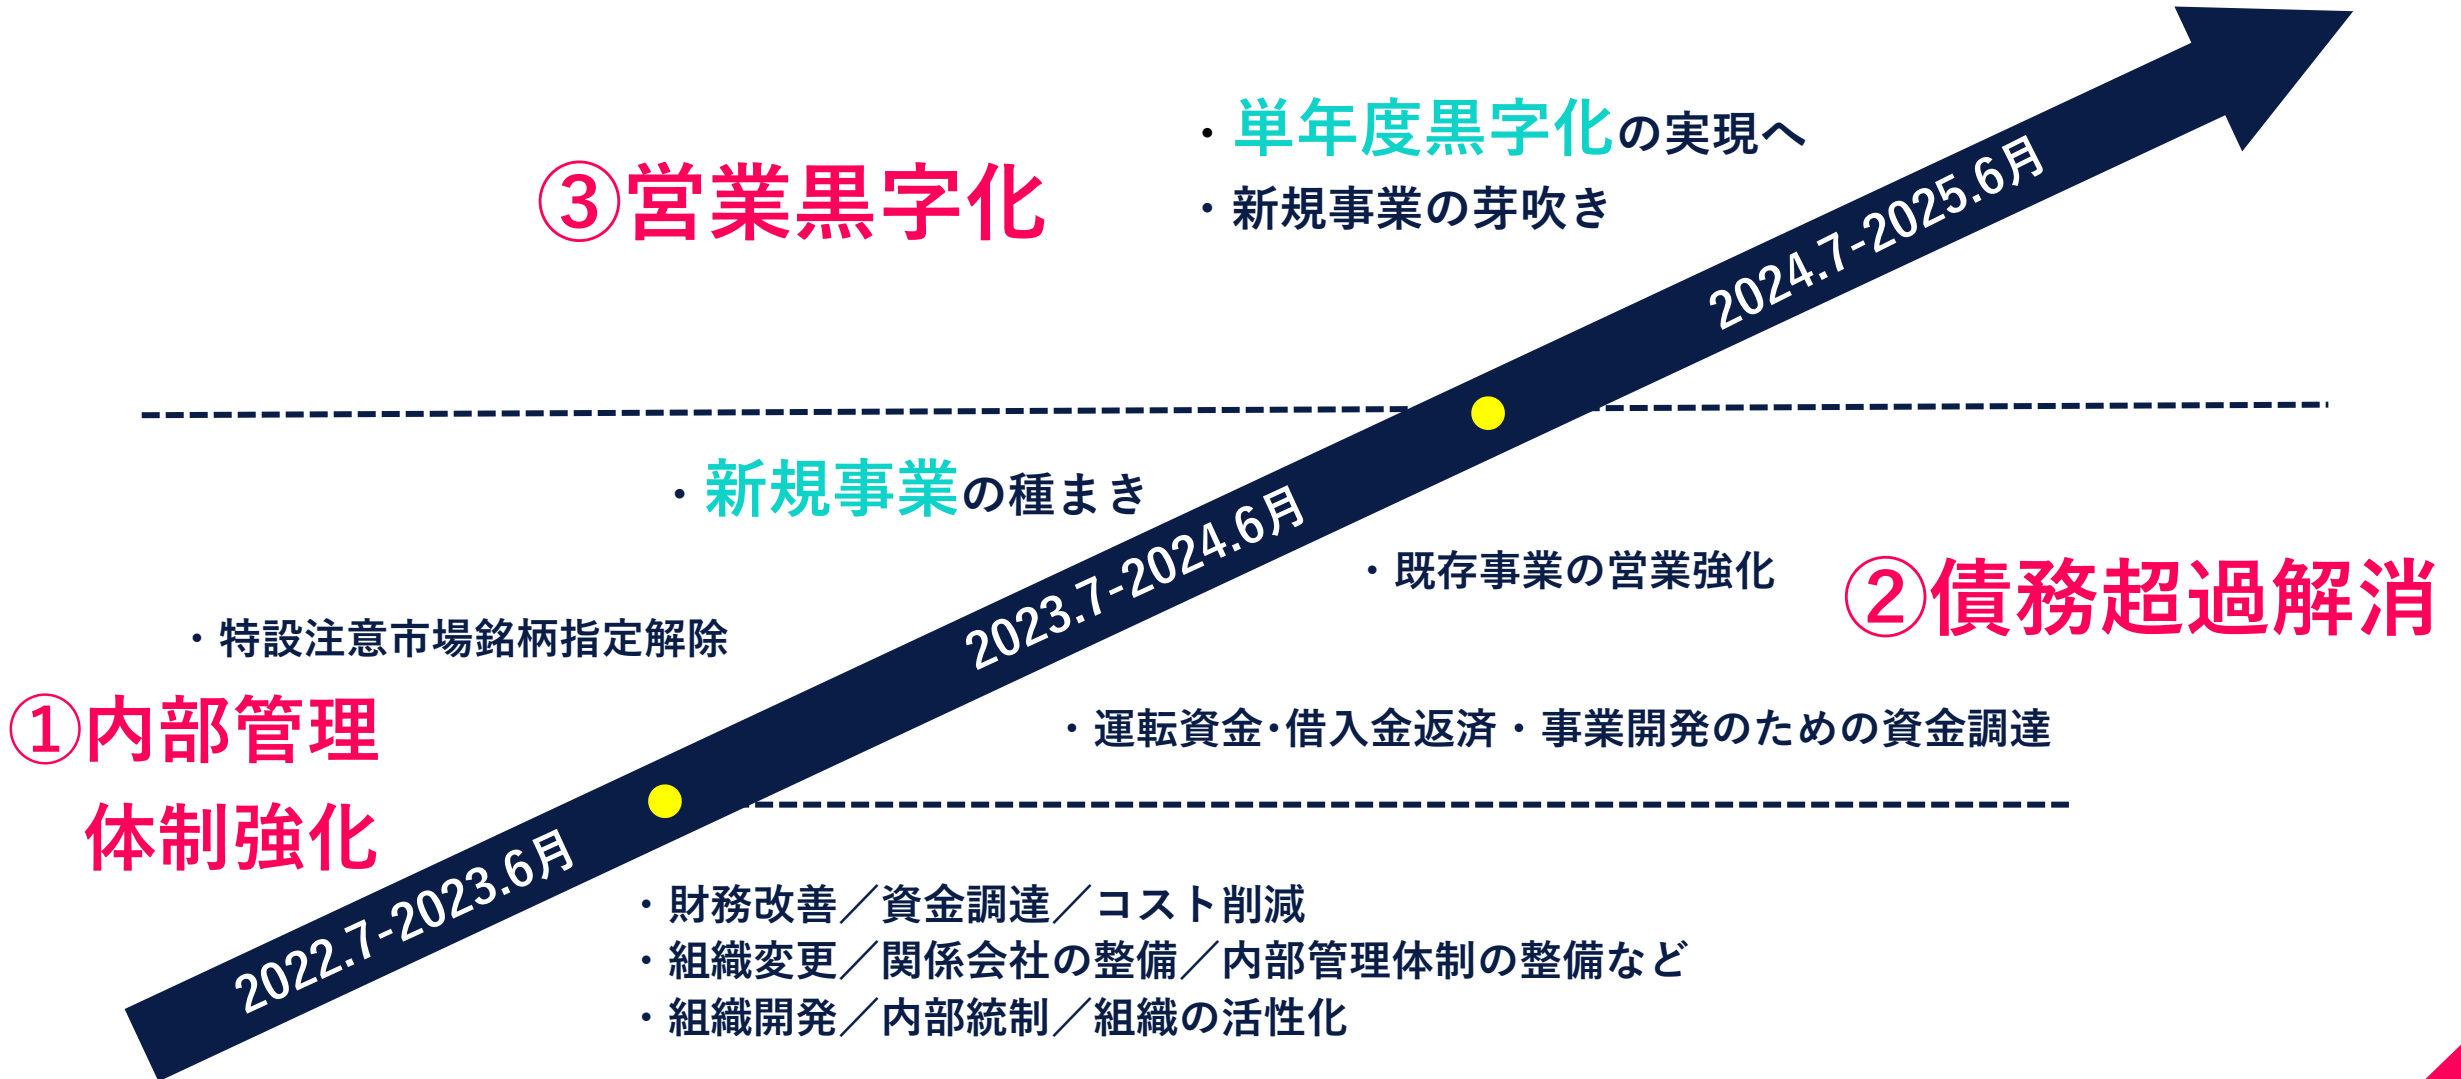 ・単年度黒字化の実現へ
③営業黒字化
・新規事業の芽吹き
2024.7-2025.6月
・新規事業の種まき
2023.7-2024.6月
・既存事業の営業強化
②債務超過解消
・特設注意市場銘柄指定解除
・運転資金･借入金返済・事業開発のための資金調達
①内部管理
体制強化
2022.7-2023.6月
・財務改善／資金調達／コスト削減
・組織変更／関係会社の整備／内部管理体制の整備など
・組織開発／内部統制／組織の活性化